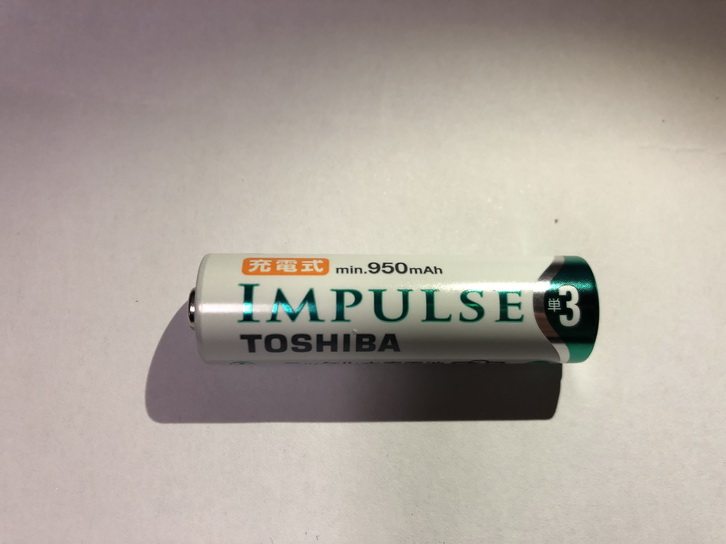 充電式 min.950mAh
IMPULSE
単3
TOSHIBA